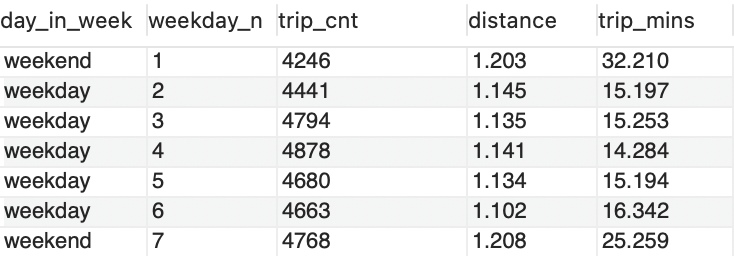 day_in_week weekday_n trip_cnt distance trip_mins
weekend 1 4246 1.203 32.210
weekday 2 4441 1.145 15.197
weekday 3 4794 1.135 15.253
weekday 4 4878 1.141 14.284
weekday 5 4680 1.134 15.194
weekday 6 4663 1.102 16.342
weekend 7 4768 1.208 25.259